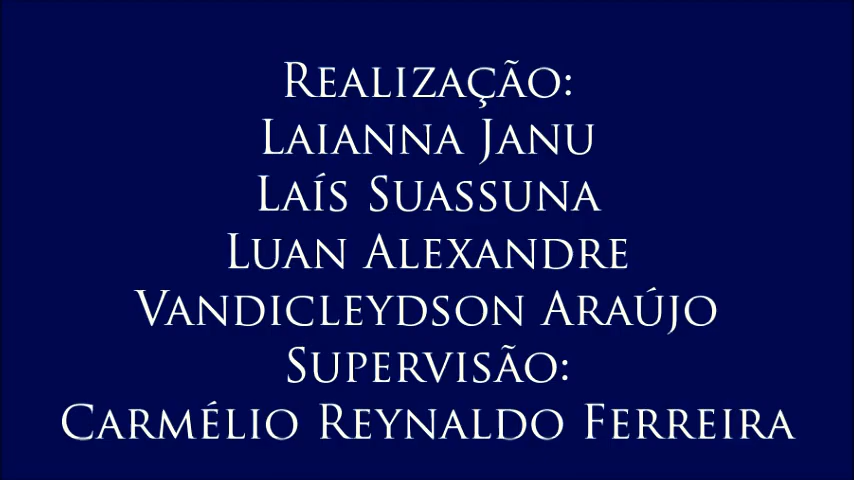 Realização:
Laianna Janu
Laís Suassuna
Luan Alexandre
Vandicleydson Araújo
Supervisão:
Carmélio Reynaldo Ferreira